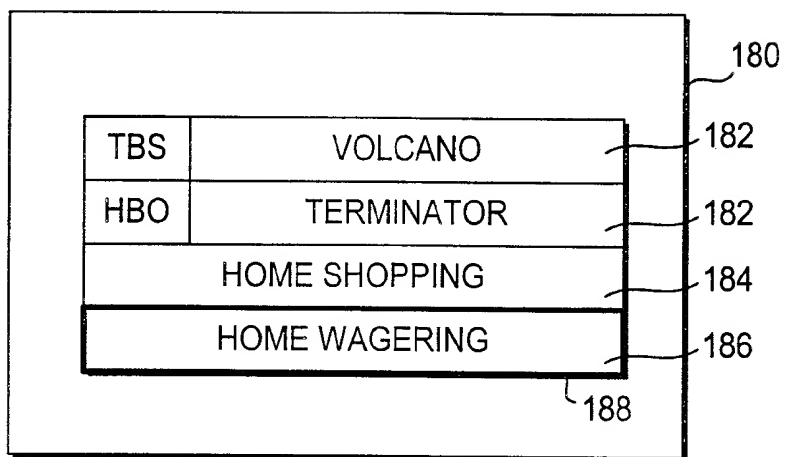 180
TBS VOLCANO 182
HBO TERMINATOR 182
HOME SHOPPING 184
HOME WAGERING 186
188